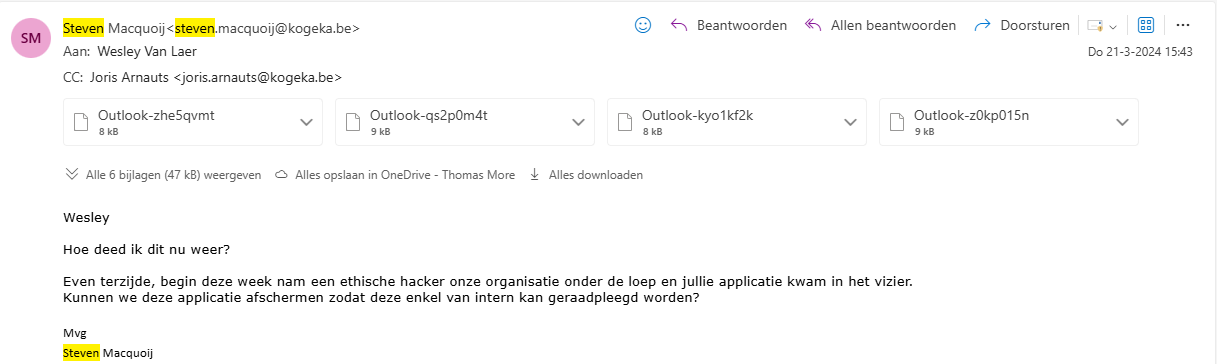 SM
Steven Macquoij<steven.macquoij@kogeka.be>
Beantwoorden
Allen beantwoorden
Doorsturen
Aan: Wesley Van Laer
Do 21-3-2024 15:43
CC: Joris Arnauts <joris.arnauts@kogeka.be>
Outlook-zhe5qvmt
8 kB
Outlook-qs2p0m4t
9 kB
Outlook-kyo1kf2k
8 kB
Outlook-z0kp015n
9 kB
Alle 6 bijlagen (47 kB) weergeven
Alles opslaan in OneDrive - Thomas More
Alles downloaden
Wesley
Hoe deed ik dit nu weer?
Even terzijde, begin deze week nam een ethische hacker onze organisatie onder de loep en jullie applicatie kwam in het vizier.
Kunnen we deze applicatie afschermen zodat deze enkel van intern kan geraadpleegd worden?
Mvg
Steven Macquoij